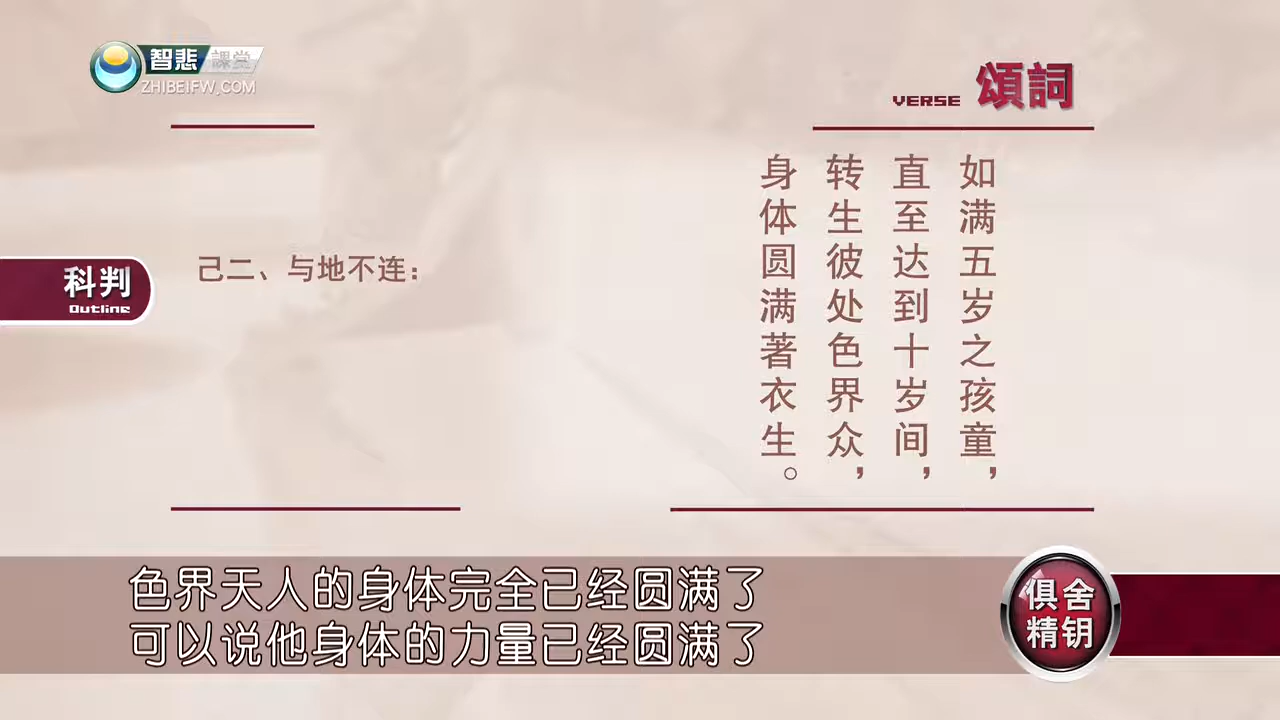 智悲課堂
ZHIBEIFW.COM
VERSE 頌詞
如满五岁之孩童，
直至达到十岁间，
转生彼处色界众，
身体圆满著衣生。
科判
Outline
己二、与地不连：
色界天人的身体完全已经圆满了
可以说他身体的力量已经圆满了
俱舍
精钥